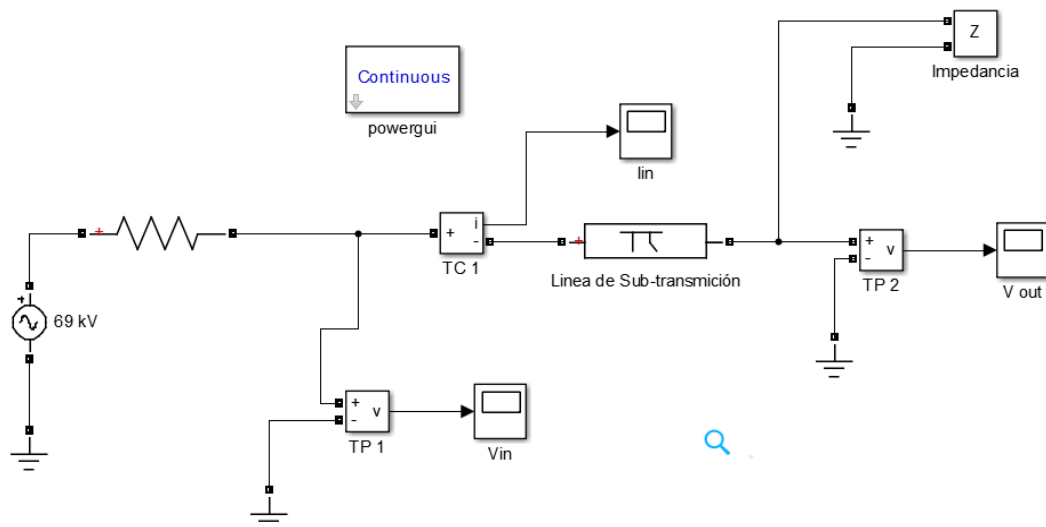 Z
Impedancia
Continuous
powergui
Iin
+
i
-
TC 1
Linea de Sub-transmición
+
-
v
TP 2
V out
+
69 kV
+
-
v
TP 1
Vin